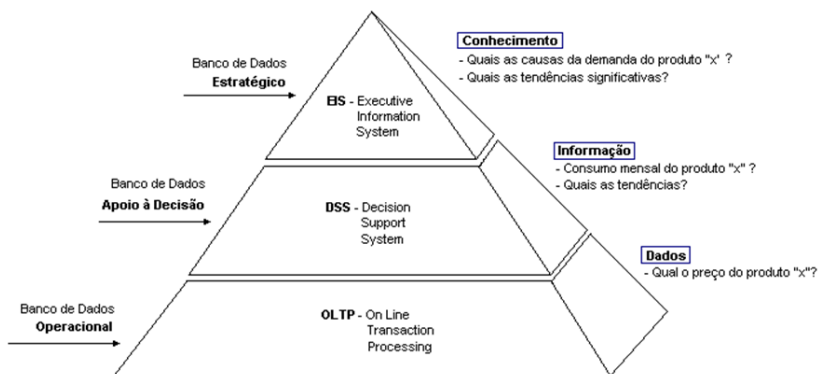 Banco de Dados
Estratégico
EIS - Executive
Information
System
Conhecimento
- Quais as causas da demanda do produto "x' ?
- Quais as tendências significativas?
Banco de Dados
Apoio à Decisão
DSS - Decision
Support
System
Informação
- Consumo mensal do produto "x" ?
- Quais as tendências?
Banco de Dados
Operacional
OLTP - On Line
Transaction
Processing
Dados
- Qual o preço do produto "x"?